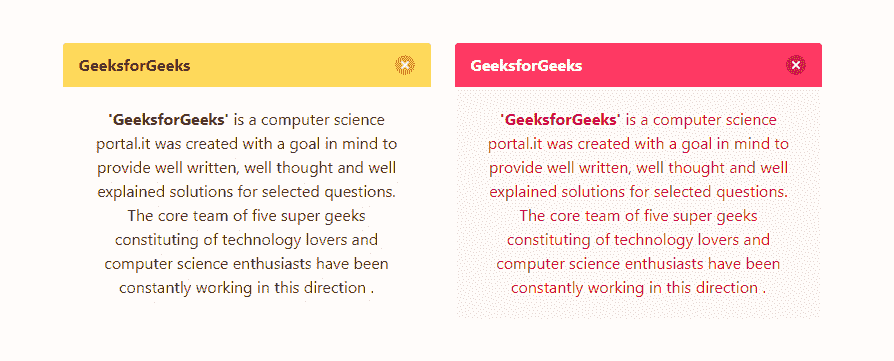 GeeksforGeeks
'GeeksforGeeks' is a computer science
portal.it was created with a goal in mind to
provide well written, well thought and well
explained solutions for selected questions.
The core team of five super geeks
constituting of technology lovers and
computer science enthusiasts have been
constantly working in this direction .
GeeksforGeeks
'GeeksforGeeks' is a computer science
portal.it was created with a goal in mind to
provide well written, well thought and well
explained solutions for selected questions.
The core team of five super geeks
constituting of technology lovers and
computer science enthusiasts have been
constantly working in this direction .